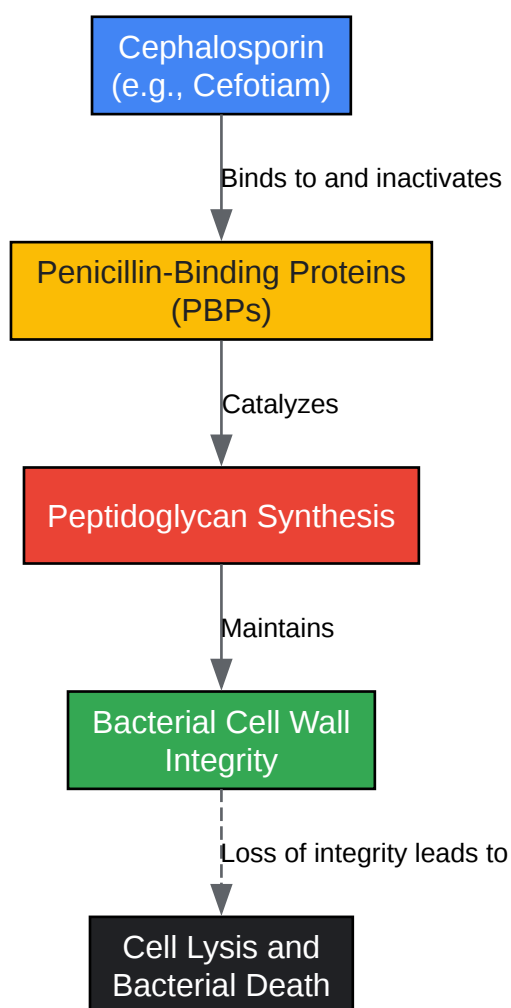 Cephalosporin
(e.g., Cefotiam)
Binds to and inactivates
Penicillin-Binding Proteins
(PBPs)
Catalyzes
Peptidoglycan Synthesis
Maintains
Bacterial Cell Wall
Integrity
Loss of integrity leads to
Cell Lysis and
Bacterial Death